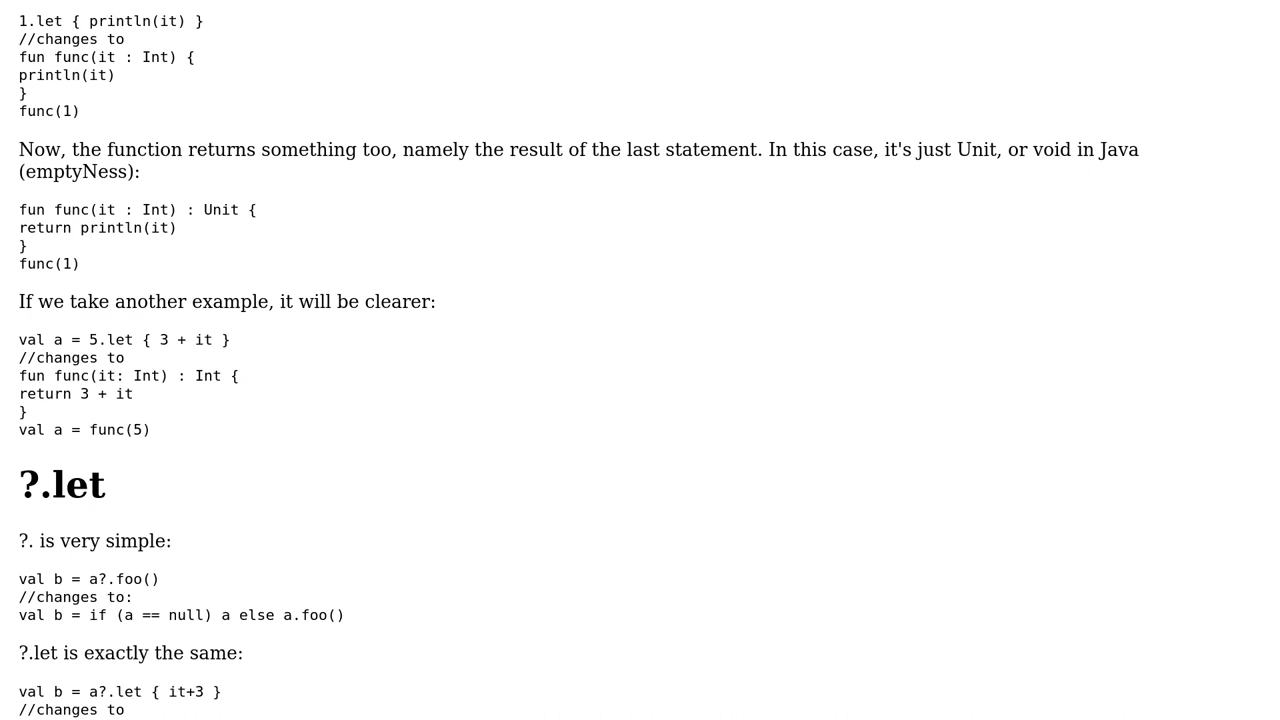 1.let { println(it) }
//changes to
fun func(it : Int) {
println(it)
}
func(1)
Now, the function returns something too, namely the result of the last statement. In this case, it's just Unit, or void in Java
(emptyNess):
fun func(it : Int) : Unit {
return println(it)
}
func(1)
If we take another example, it will be clearer:
val a = 5.let { 3 + it }
//changes to
fun func(it: Int) : Int {
return 3 + it
}
val a = func(5)
?.let
?. is very simple:
val b = a?.foo()
//changes to:
val b = if (a == null) a else a.foo()
?.let is exactly the same:
val b = a?.let { it+3 }
//changes to